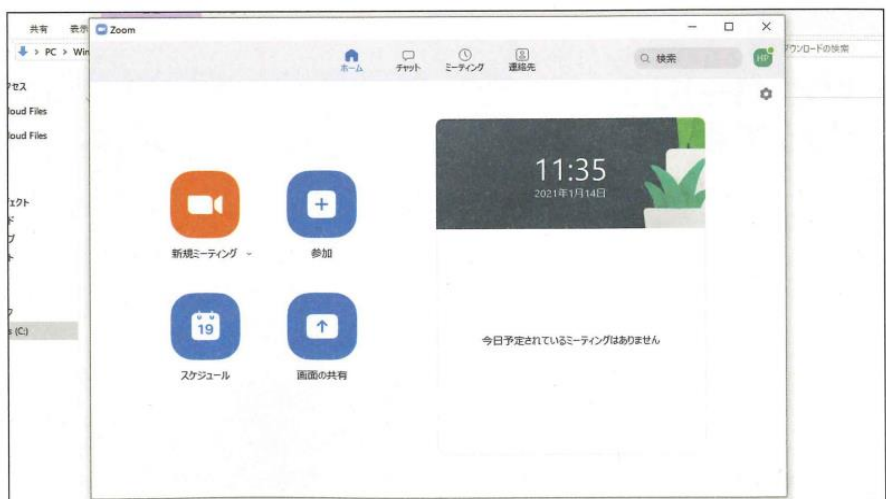 共有 表示
Zoom
> PC > Win
ダウンロードの検索
ホーム
チャット
ミーティング
連絡先
検索
HP
クセス
loud Files
loud Files
11:35
2021年1月14日
新規ミーティング
参加
ジェクト
ド
プ
ト
s (C:)
19
スケジュール
画面の共有
今日予定されているミーティングはありません